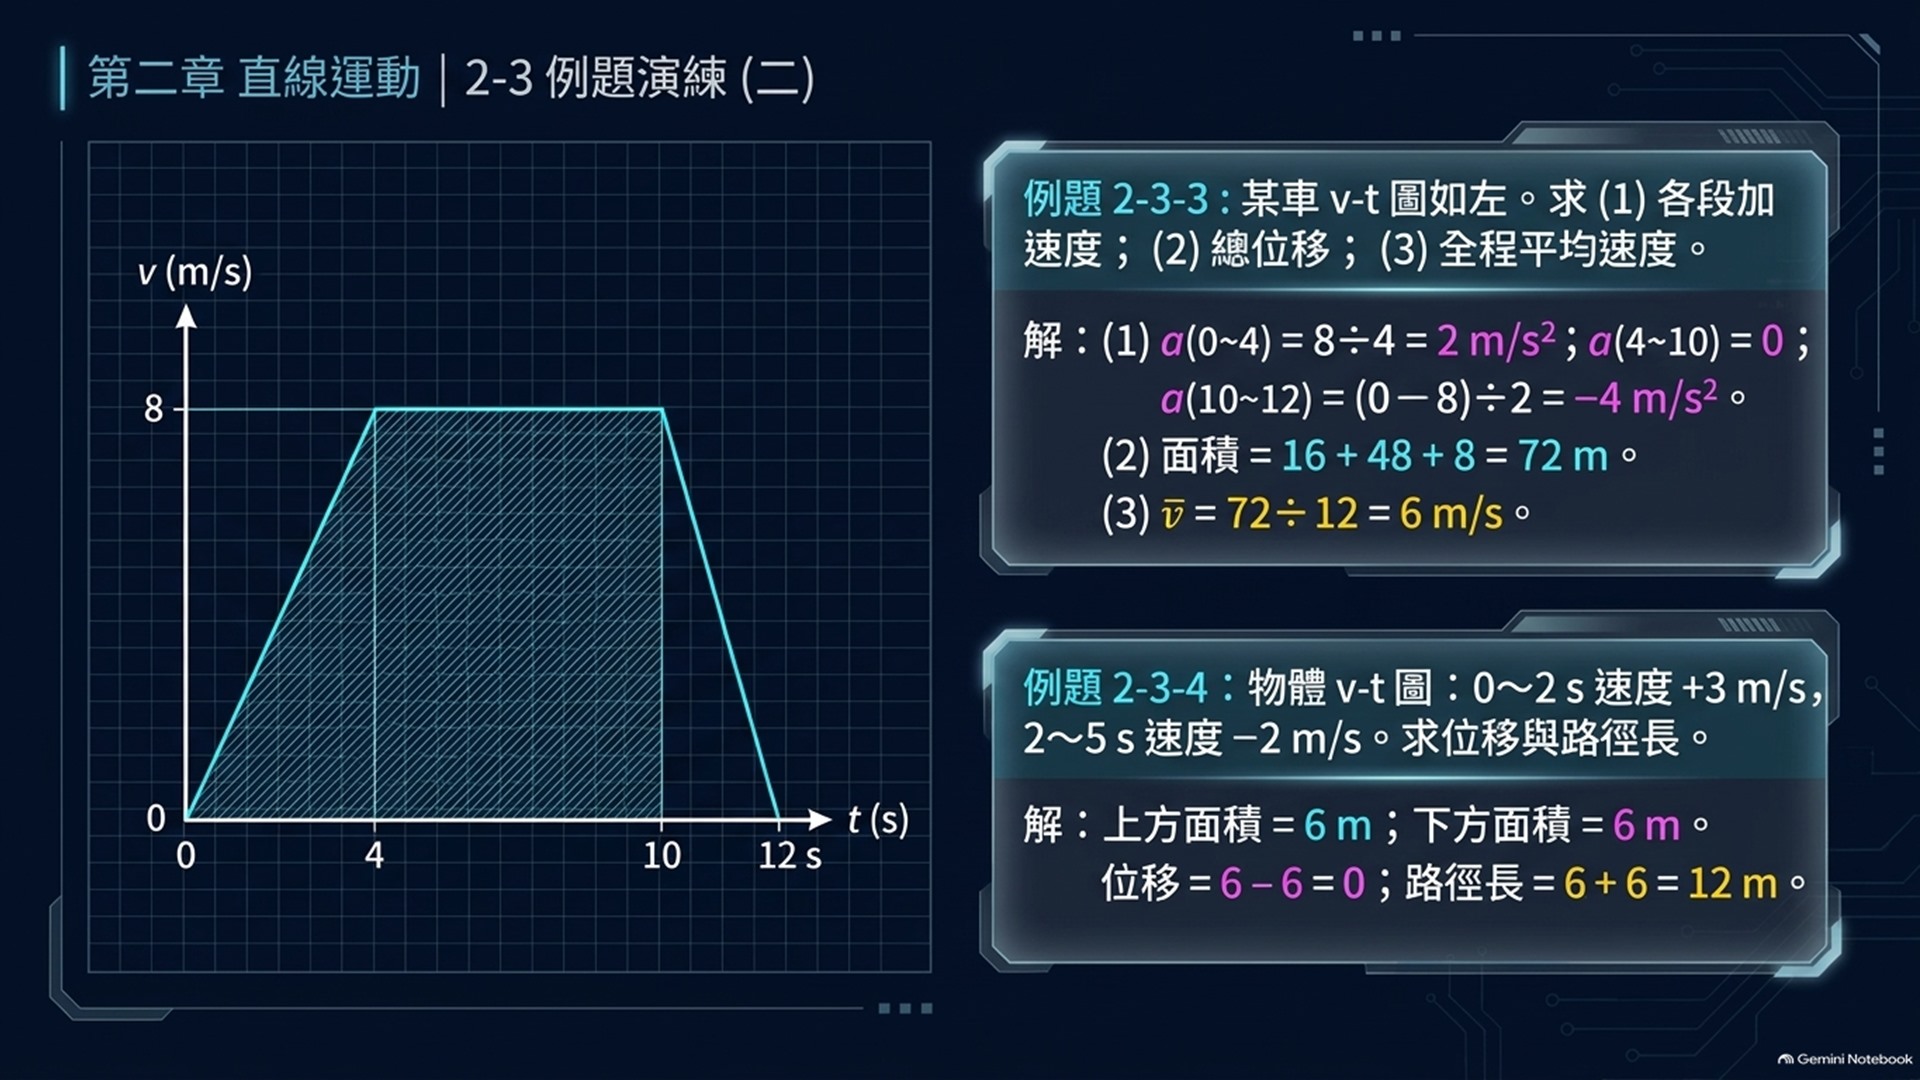 第二章 直線運動 | 2-3 例題演練 (二)
v (m/s)
8
0
0
4
10
12 s
t (s)
例題 2-3-3 : 某車 v-t 圖如左。求 (1) 各段加
速度；(2) 總位移；(3) 全程平均速度。
解：(1) a(0~4) = 8÷4 = 2 m/s²；a(4~10) = 0；
a(10~12) = (0－8)÷2 = −4 m/s²。
(2) 面積 = 16 + 48 + 8 = 72 m。
(3) v̄ = 72÷12 = 6 m/s。
例題 2-3-4：物體 v-t 圖：0～2 s 速度 +3 m/s，
2～5 s 速度 −2 m/s。求位移與路徑長。
解：上方面積 = 6 m；下方面積 = 6 m。
位移 = 6 – 6 = 0；路徑長 = 6 + 6 = 12 m。
Gemini Notebook